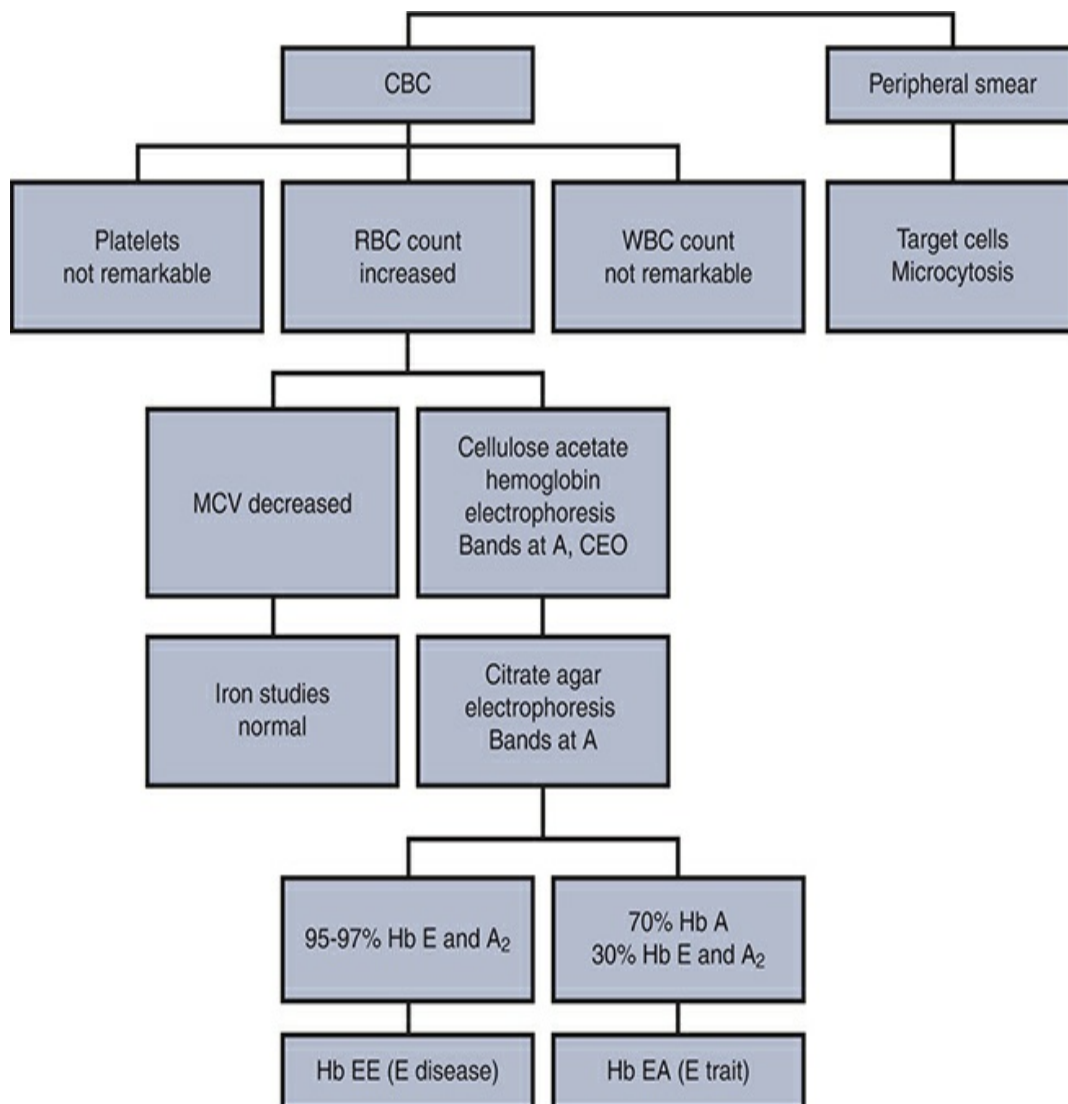 CBC
Peripheral smear
Platelets
not remarkable
RBC count
increased
WBC count
not remarkable
Target cells
Microcytosis
MCV decreased
Cellulose acetate
hemoglobin
electrophoresis
Bands at A, CEO
Iron studies
normal
Citrate agar
electrophoresis
Bands at A
95-97% Hb E and A₂
70% Hb A
30% Hb E and A₂
Hb EE (E disease)
Hb EA (E trait)